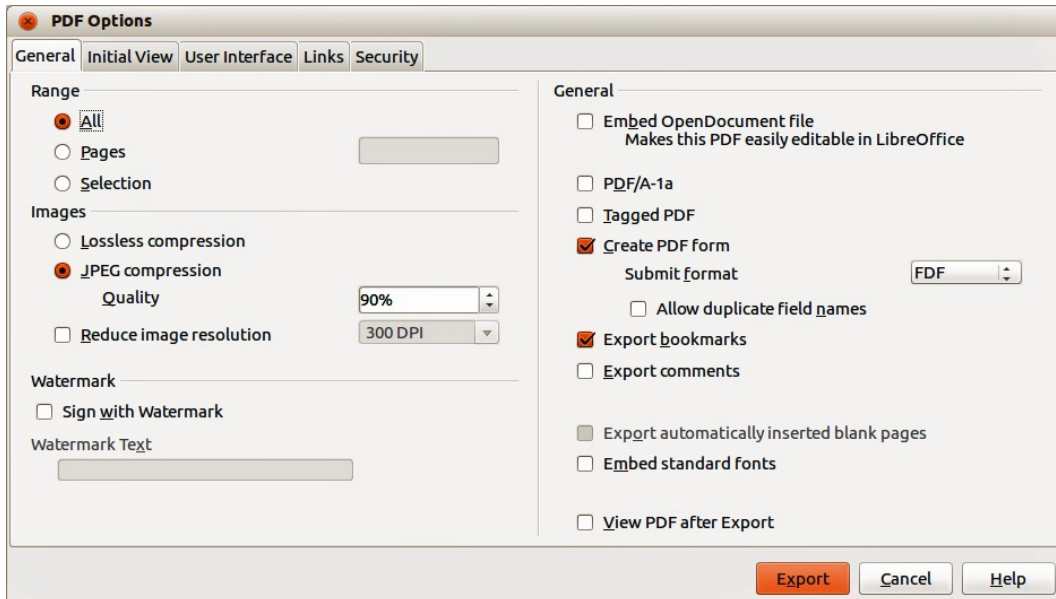 PDF Options
General Initial View User Interface Links Security
Range
All
Pages
Selection
Images
Lossless compression
JPEG compression
Quality 90%
Reduce image resolution 300 DPI
Watermark
Sign with Watermark
Watermark Text
General
Embed OpenDocument file
Makes this PDF easily editable in LibreOffice
PDF/A-1a
Tagged PDF
Create PDF form
Submit format FDF
Allow duplicate field names
Export bookmarks
Export comments
Export automatically inserted blank pages
Embed standard fonts
View PDF after Export
Export Cancel Help